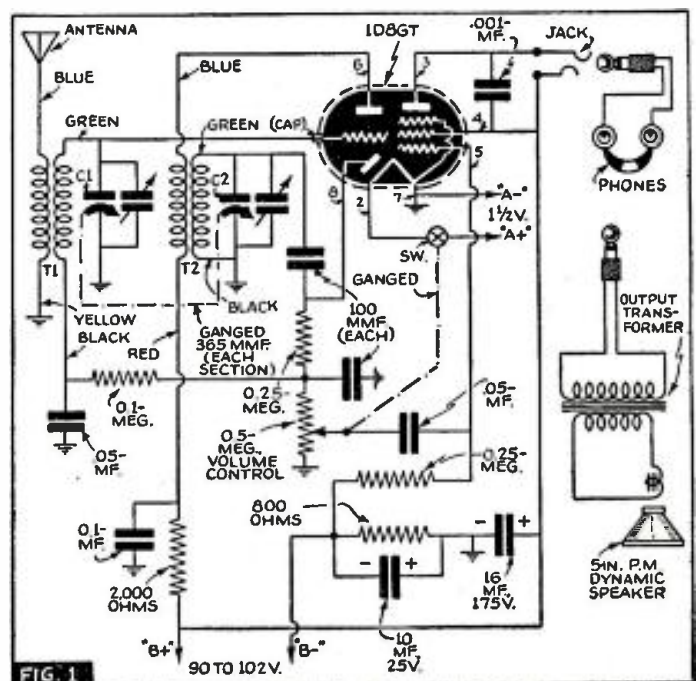 ANTENNA
BLUE
GREEN
BLUE
GREEN (CAP)
1D8GT
6
3
.001-
MF.
JACK
4
5
8
2
7
"A-"
1½V.
"A+"
SW.
PHONES
C1
C2
T1
T2
YELLOW
BLACK
RED
BLACK
GANGED
365 MMF.
(EACH
SECTION)
GANGED
100
MMF.
(EACH)
OUTPUT
TRANS-
FORMER
0.1-
MEG.
0.25-
MEG.
.05-
MF.
.05-
MF.
0.5-
MEG.,
VOLUME
CONTROL
0.25-
MEG.
800
OHMS
0.1-
MF.
2,000
OHMS
- +
- +
16
MF.
175V.
10
MF.
25V.
5 IN. P.M.
DYNAMIC
SPEAKER
"B+"
90 TO 102V.
"B-"
FIG. 1